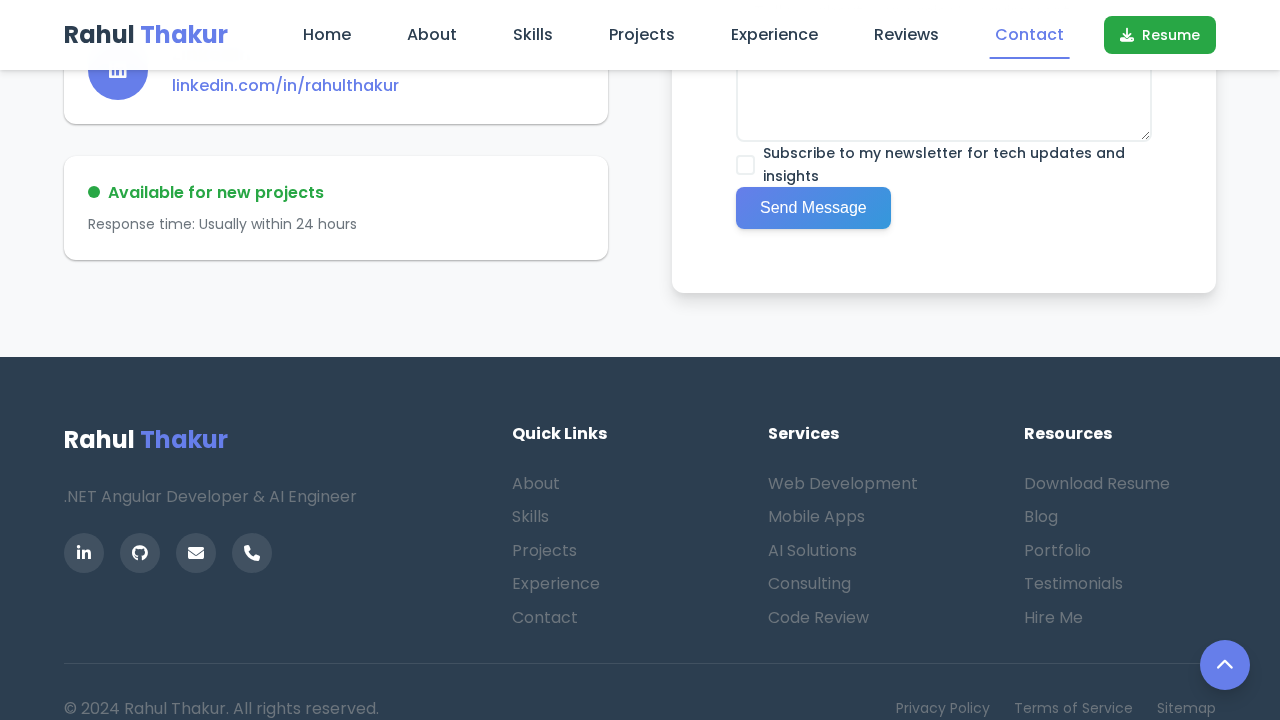 Rahul Thakur
Home
About
Skills
Projects
Experience
Reviews
Contact
Resume
linkedin.com/in/rahulthakur
Available for new projects
Response time: Usually within 24 hours
Subscribe to my newsletter for tech updates and
insights
Send Message
Rahul Thakur
.NET Angular Developer & AI Engineer
Quick Links
About
Skills
Projects
Experience
Contact
Services
Web Development
Mobile Apps
AI Solutions
Consulting
Code Review
Resources
Download Resume
Blog
Portfolio
Testimonials
Hire Me
© 2024 Rahul Thakur. All rights reserved.
Privacy Policy
Terms of Service
Sitemap